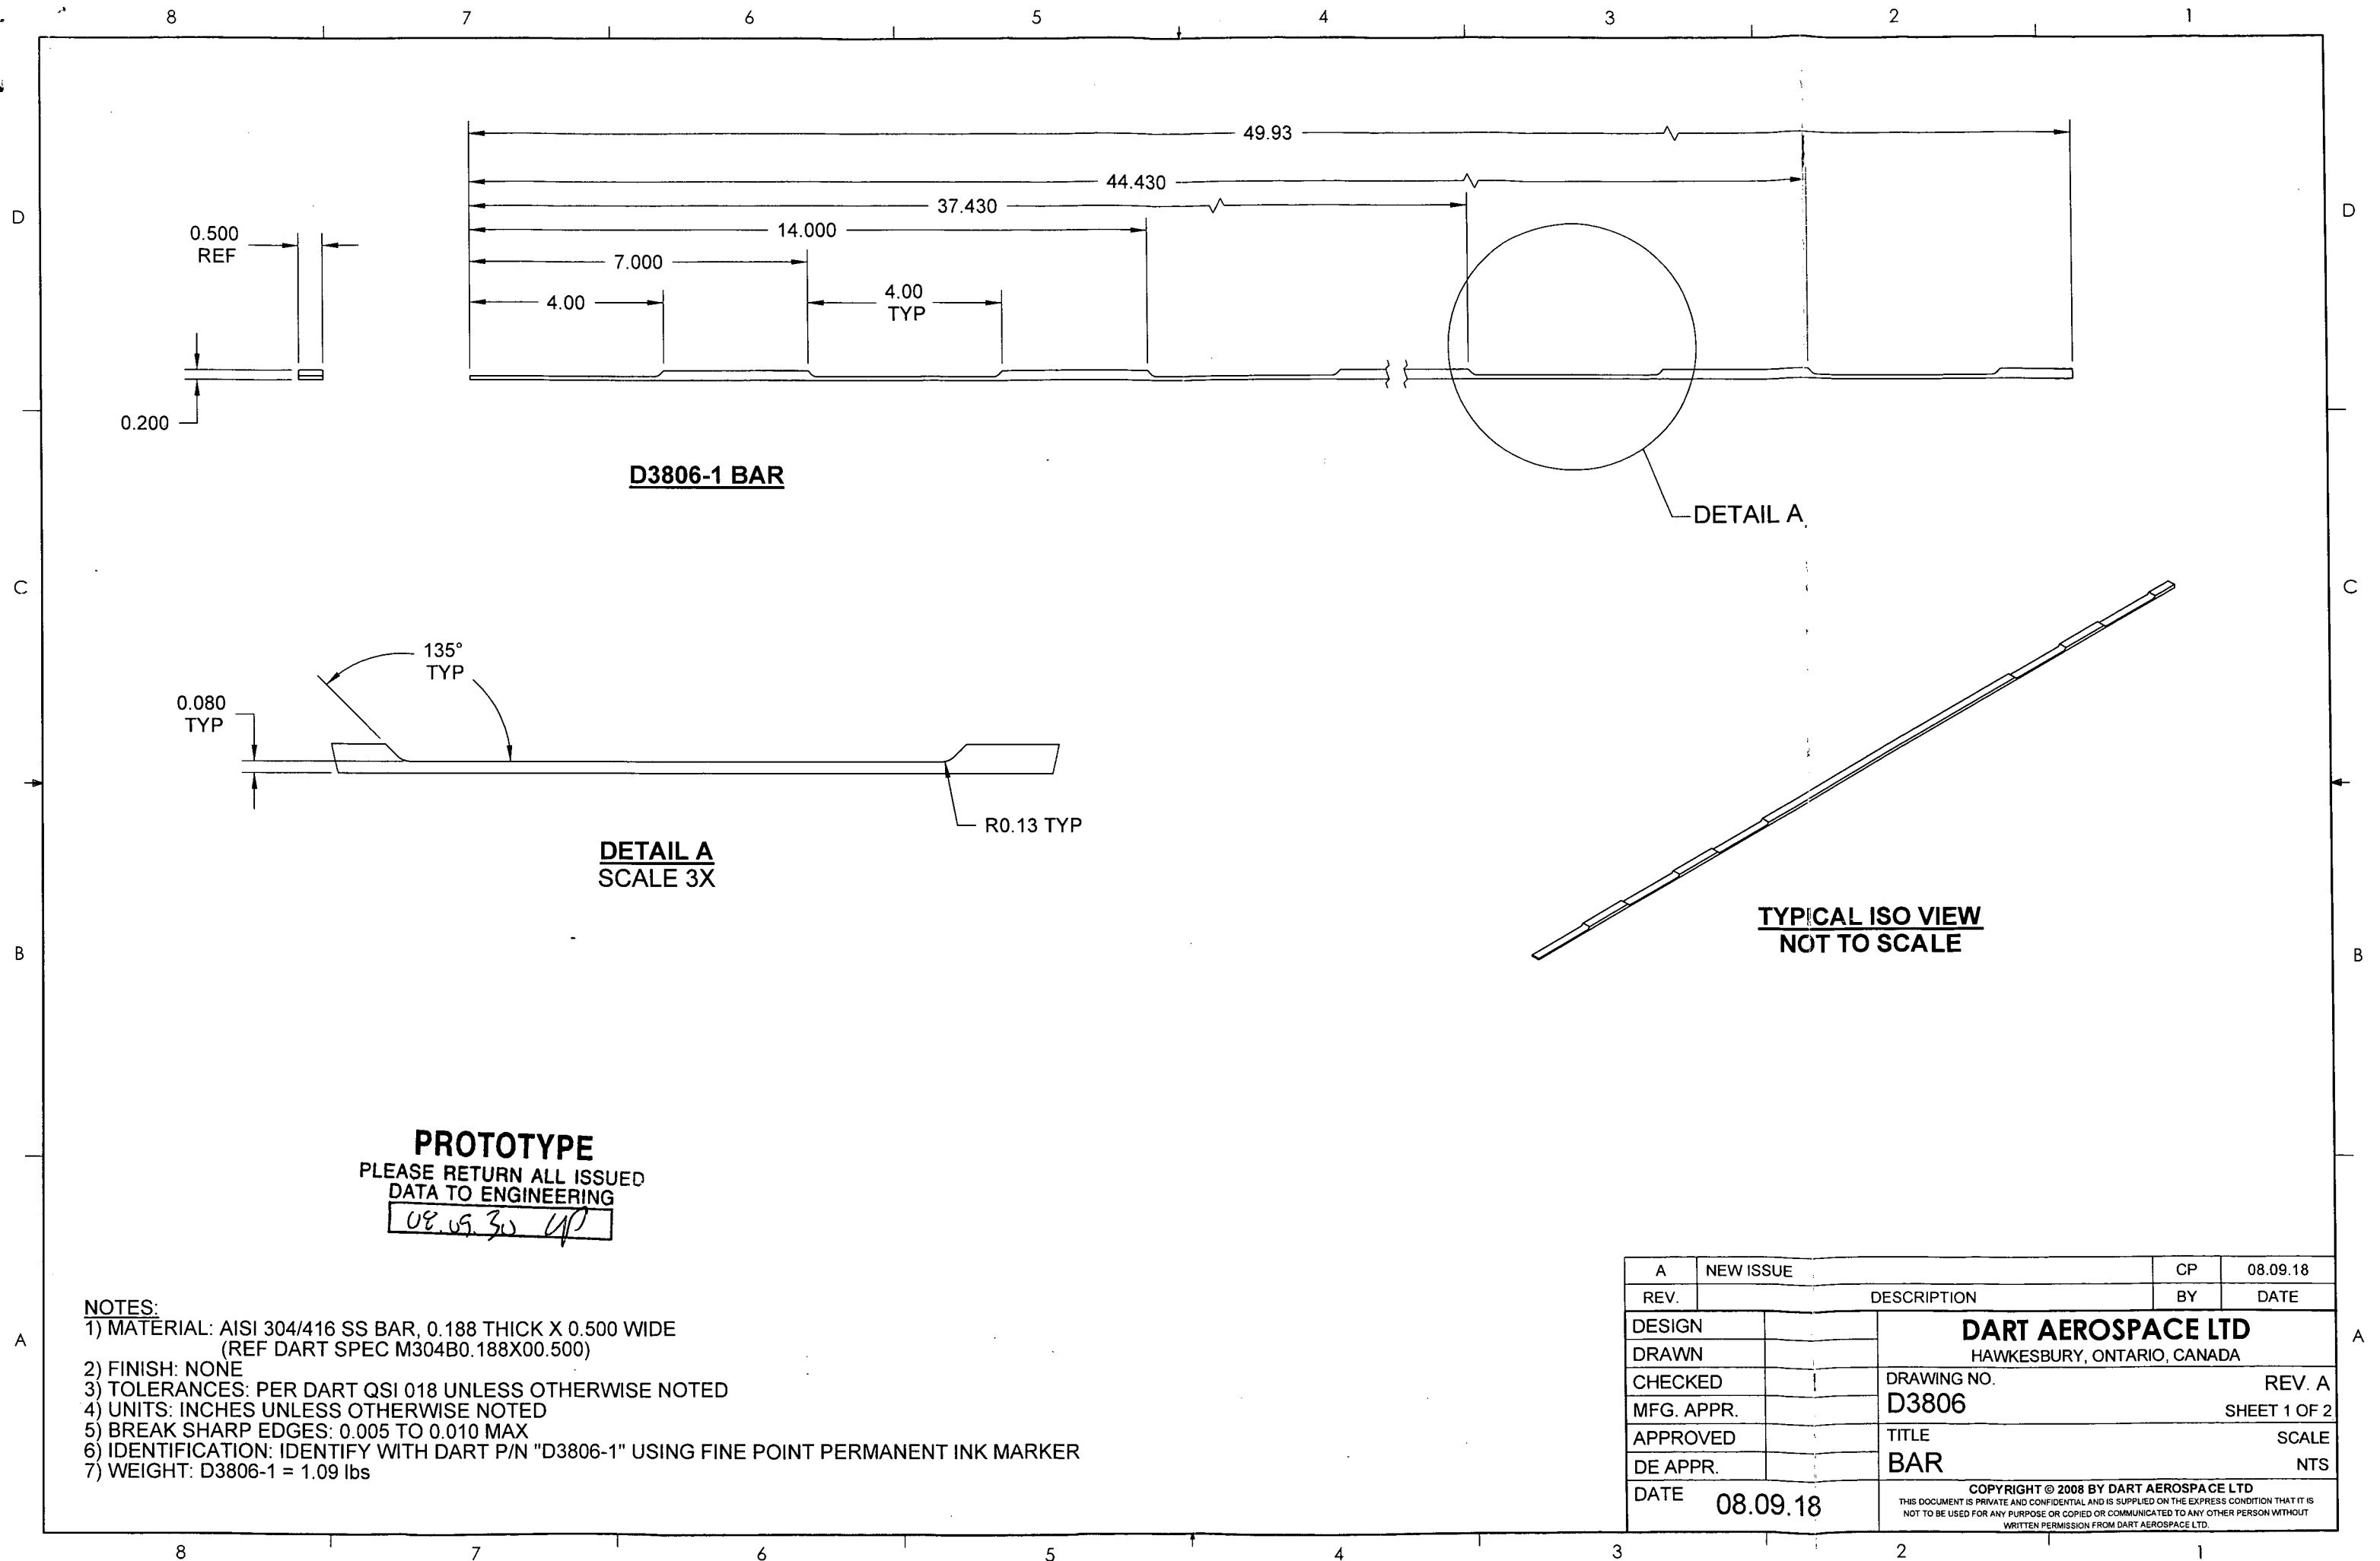 8 7 6 5 4 3 2 1
49.93
44.430
37.430
14.000
7.000
4.00
4.00
TYP
0.500
REF
0.200
D
D
D3806-1 BAR
DETAIL A
C
C
135°
TYP
0.080
TYP
R0.13 TYP
DETAIL A
SCALE 3X
TYPICAL ISO VIEW
NOT TO SCALE
B
B
PROTOTYPE
PLEASE RETURN ALL ISSUED
DATA TO ENGINEERING
NOTES:
1) MATERIAL: AISI 304/416 SS BAR, 0.188 THICK X 0.500 WIDE
(REF DART SPEC M304B0.188X00.500)
2) FINISH: NONE
3) TOLERANCES: PER DART QSI 018 UNLESS OTHERWISE NOTED
4) UNITS: INCHES UNLESS OTHERWISE NOTED
5) BREAK SHARP EDGES: 0.005 TO 0.010 MAX
6) IDENTIFICATION: IDENTIFY WITH DART P/N "D3806-1" USING FINE POINT PERMANENT INK MARKER
7) WEIGHT: D3806-1 = 1.09 lbs
A
A
A NEW ISSUE CP 08.09.18
REV. DESCRIPTION BY DATE
DESIGN
DRAWN
CHECKED
MFG. APPR.
APPROVED
DE APPR.
DATE 08.09.18
DART AEROSPACE LTD
HAWKESBURY, ONTARIO, CANADA
DRAWING NO. REV. A
D3806 SHEET 1 OF 2
TITLE SCALE
BAR NTS
COPYRIGHT © 2008 BY DART AEROSPACE LTD
THIS DOCUMENT IS PRIVATE AND CONFIDENTIAL AND IS SUPPLIED ON THE EXPRESS CONDITION THAT IT IS
NOT TO BE USED FOR ANY PURPOSE OR COPIED OR COMMUNICATED TO ANY OTHER PERSON WITHOUT
WRITTEN PERMISSION FROM DART AEROSPACE LTD.
8 7 6 5 4 3 2 1